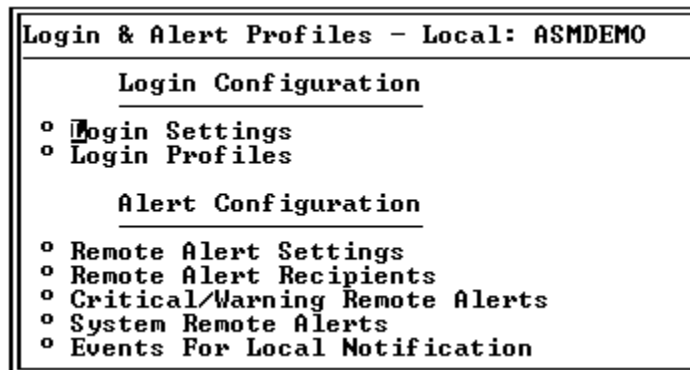 Login & Alert Profiles - Local: ASMDEMO
Login Configuration
° Login Settings
° Login Profiles
Alert Configuration
° Remote Alert Settings
° Remote Alert Recipients
° Critical/Warning Remote Alerts
° System Remote Alerts
° Events For Local Notification